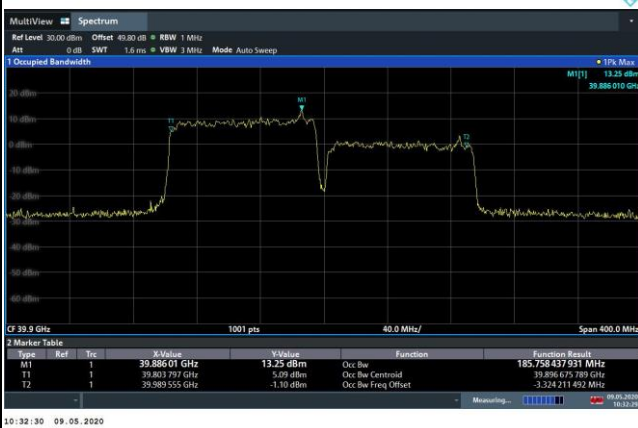 MultiView Spectrum
Ref Level 30.00 dBm Offset 49.80 dB RBW 1 MHz
Att 0 dB SWT 1.6 ms VBW 3 MHz Mode Auto Sweep
1 Occupied Bandwidth 1Pk Max
M1[1] 13.25 dBm
39.886 010 GHz
20 dBm
M1
10 dBm
T1
0 dBm
T2
-10 dBm
-20 dBm
-30 dBm
-40 dBm
-50 dBm
-60 dBm
CF 39.9 GHz 1001 pts 40.0 MHz/ Span 400.0 MHz
2 Marker Table
Type Ref Trc X-Value Y-Value Function Function Result
M1 1 39.886 01 GHz 13.25 dBm Occ Bw 185.758 437 931 MHz
T1 1 39.803 797 GHz 5.09 dBm Occ Bw Centroid 39.896 675 789 GHz
T2 1 39.989 555 GHz -1.10 dBm Occ Bw Freq Offset -3.324 211 492 MHz
Measuring... 09.05.2020
10:32:29
10:32:30 09.05.2020